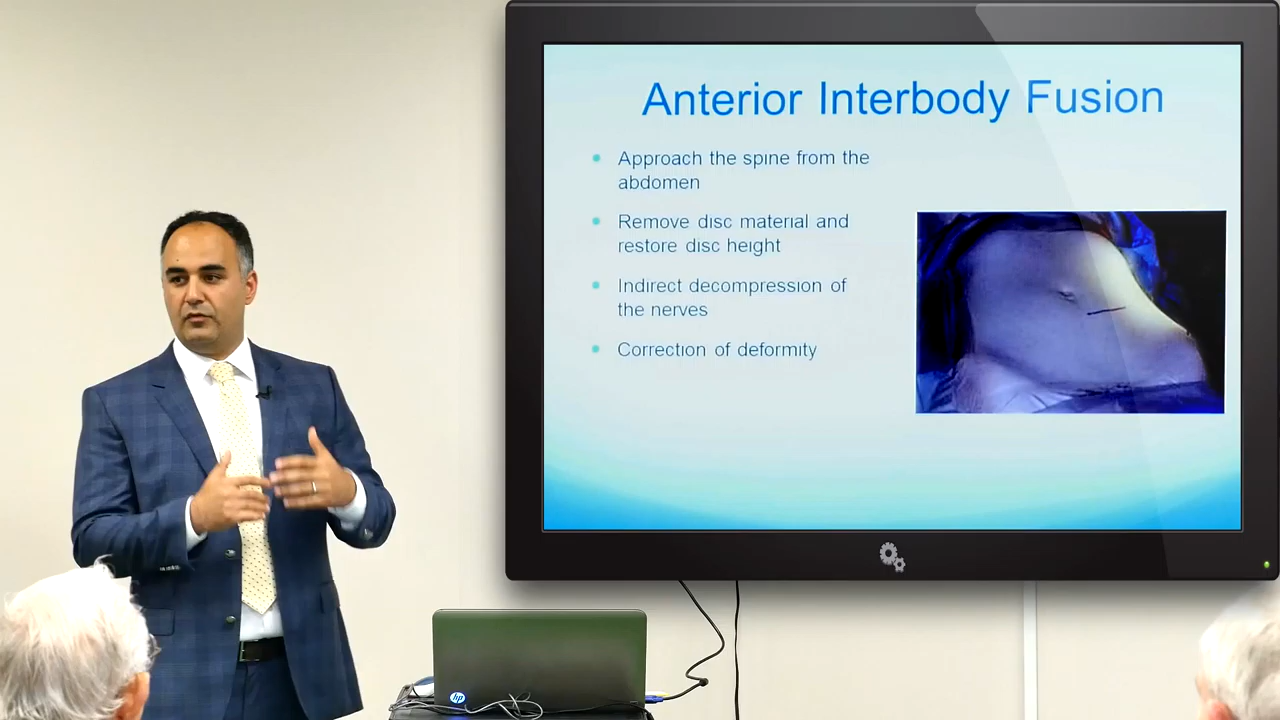 Anterior Interbody Fusion
Approach the spine from the
abdomen
Remove disc material and
restore disc height
Indirect decompression of
the nerves
Correction of deformity
hp